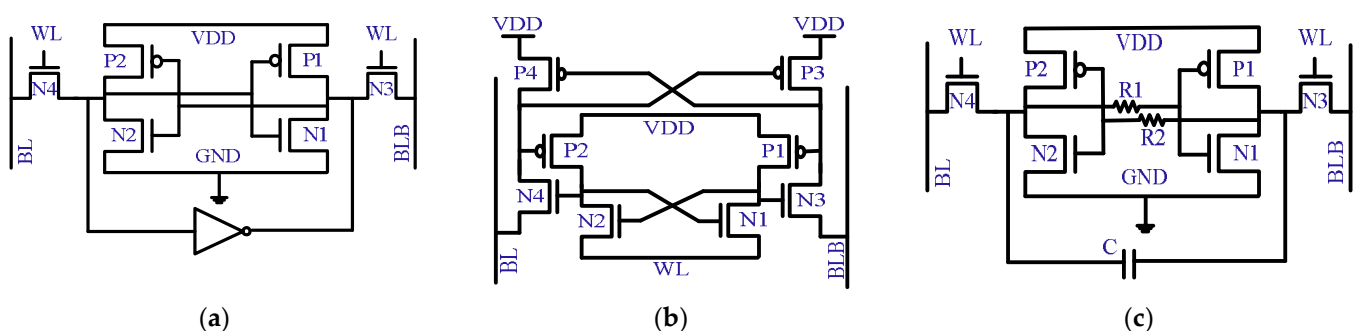 WL VDD WL
P2 P1
N4 N3
N2 N1
BL GND BLB
(a)
VDD VDD
P4 P3
VDD
P2 P1
N4 N3
N2 N1
BL WL BLB
(b)
WL VDD WL
P2 P1
R1
N4 N3
R2
N2 N1
BL GND BLB
C
(c)